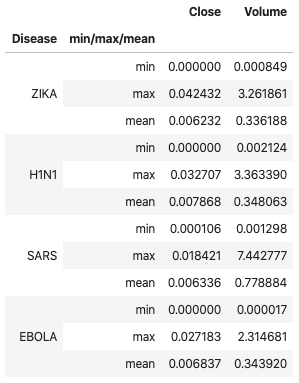 Close Volume
Disease min/max/mean
min 0.000000 0.000849
ZIKA max 0.042432 3.261861
mean 0.006232 0.336188
min 0.000000 0.002124
H1N1 max 0.032707 3.363390
mean 0.007868 0.348063
min 0.000106 0.001298
SARS max 0.018421 7.442777
mean 0.006336 0.778884
min 0.000000 0.000017
EBOLA max 0.027183 2.314681
mean 0.006837 0.343920